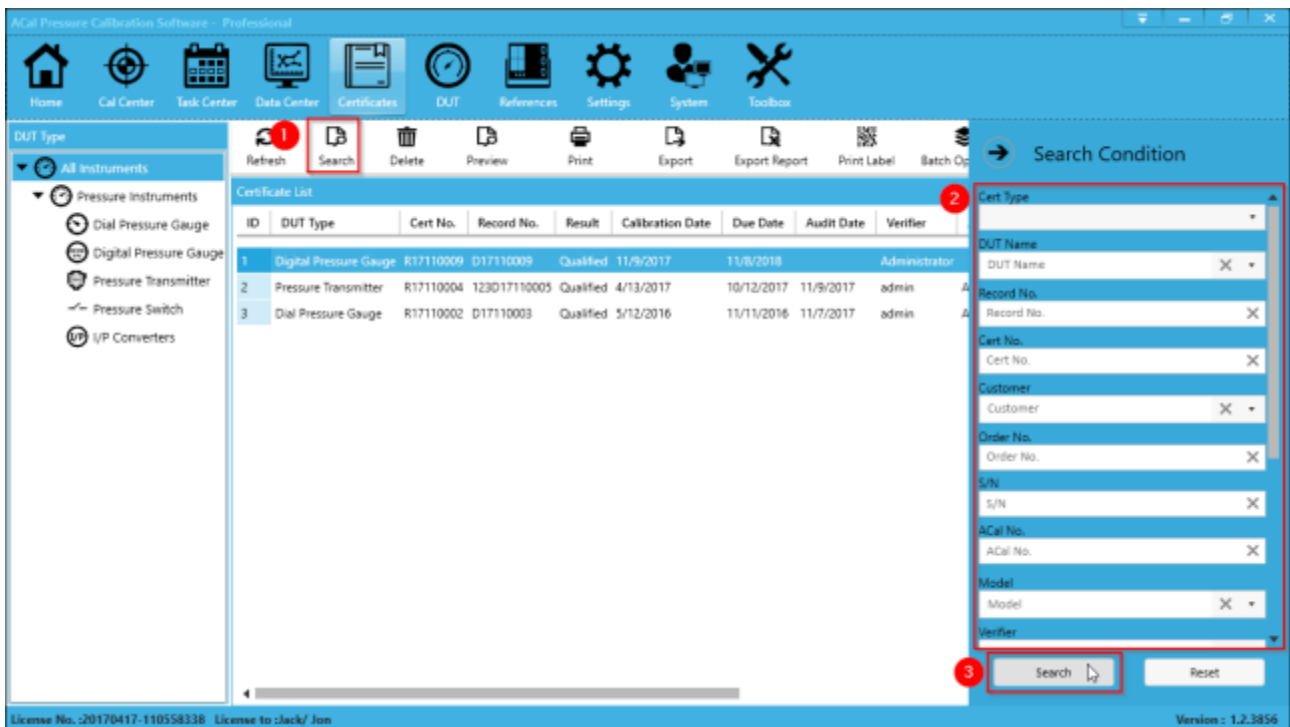 ACal Pressure Calibration Software - Professional
Home Cal Center Task Center Data Center Certificates DUT References Settings System Toolbox
DUT Type
All Instruments
Pressure Instruments
Dial Pressure Gauge
Digital Pressure Gauge
Pressure Transmitter
Pressure Switch
I/P I/P Converters
1
Refresh Search Delete Preview Print Export Export Report Print Label Batch Op
Certificate List
ID DUT Type Cert No. Record No. Result Calibration Date Due Date Audit Date Verifier
1 Digital Pressure Gauge R17110009 D17110009 Qualified 11/9/2017 11/8/2018 Administrator
2 Pressure Transmitter R17110004 123D17110005 Qualified 4/13/2017 10/12/2017 11/9/2017 admin A
3 Dial Pressure Gauge R17110002 D17110003 Qualified 5/12/2016 11/11/2016 11/7/2017 admin A
Search Condition
2
Cert Type
DUT Name
DUT Name
Record No.
Record No.
Cert No.
Cert No.
Customer
Customer
Order No.
Order No.
S/N
S/N
ACal No.
ACal No.
Model
Model
Verifier
3 Search Reset
License No. :20170417-110558338 License to :Jack/ Jon Version : 1.2.3856